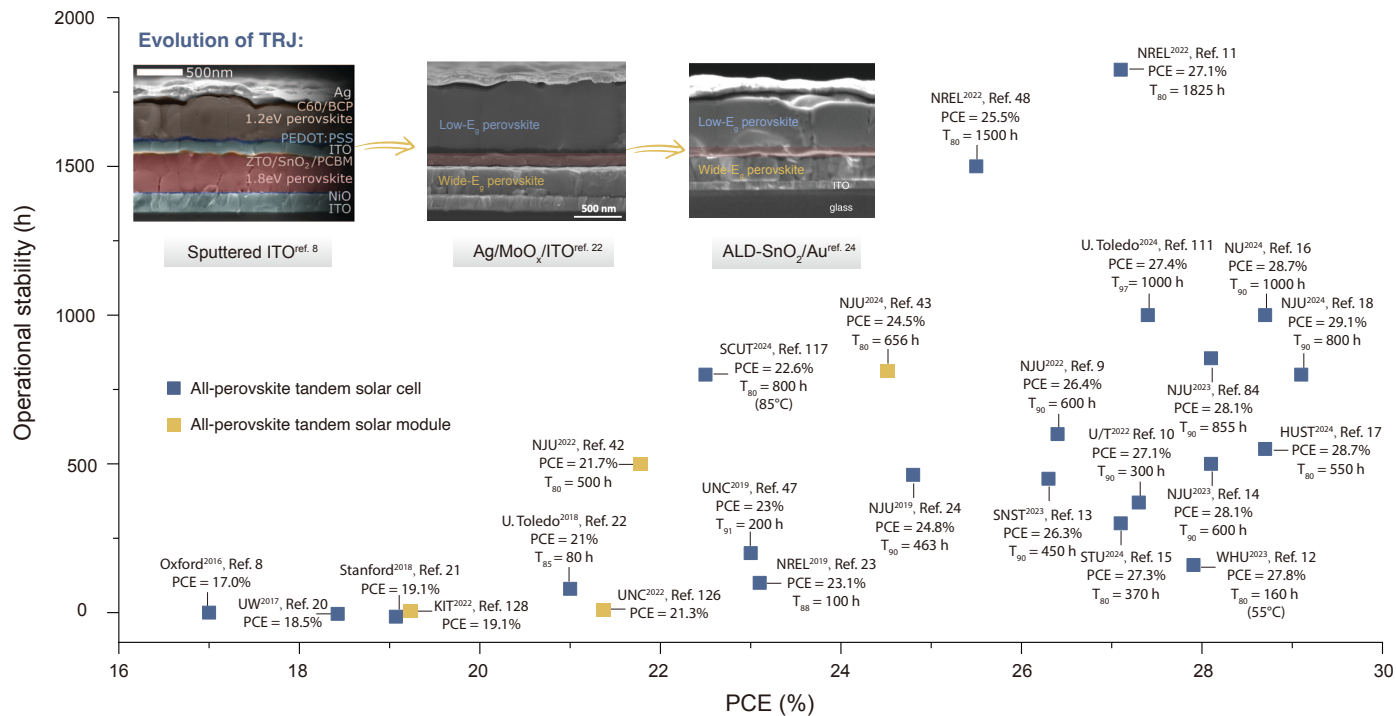 2000
1500
1000
500
0
Operational stability (h)
16
18
20
22
24
26
28
30
PCE (%)
Evolution of TRJ:
500nm
Ag
C60/BCP
1.2eV perovskite
PEDOT:PSS
ITO
ZTO/SnO₂/PCBM
1.8eV perovskite
NiO
ITO
Sputtered ITO^ref. 8
Low-E_g perovskite
Wide-E_g perovskite
500 nm
Ag/MoOₓ/ITO^ref. 22
Low-E_g perovskite
Wide-E_g perovskite
ITO
glass
ALD-SnO₂/Au^ref. 24
All-perovskite tandem solar cell
All-perovskite tandem solar module
NREL²⁰²², Ref. 11
PCE = 27.1%
T₈₀ = 1825 h
NREL²⁰²², Ref. 48
PCE = 25.5%
T₈₀ = 1500 h
U. Toledo²⁰²⁴, Ref. 111
PCE = 27.4%
T₉₇ = 1000 h
NU²⁰²⁴, Ref. 16
PCE = 28.7%
T₉₀ = 1000 h
NJU²⁰²⁴, Ref. 18
PCE = 29.1%
T₉₀ = 800 h
NJU²⁰²⁴, Ref. 43
PCE = 24.5%
T₈₀ = 656 h
SCUT²⁰²⁴, Ref. 117
PCE = 22.6%
T₈₀ = 800 h
(85°C)
NJU²⁰²², Ref. 9
PCE = 26.4%
T₉₀ = 600 h
NJU²⁰²³, Ref. 84
PCE = 28.1%
T₉₀ = 855 h
U/T²⁰²² Ref. 10
PCE = 27.1%
T₉₀ = 300 h
HUST²⁰²⁴, Ref. 17
PCE = 28.7%
T₈₀ = 550 h
NJU²⁰²², Ref. 42
PCE = 21.7%
T₈₀ = 500 h
UNC²⁰¹⁹, Ref. 47
PCE = 23%
T₉₁ = 200 h
NJU²⁰¹⁹, Ref. 24
PCE = 24.8%
T₉₀ = 463 h
SNST²⁰²³, Ref. 13
PCE = 26.3%
T₉₀ = 450 h
NJU²⁰²³, Ref. 14
PCE = 28.1%
T₉₀ = 600 h
U. Toledo²⁰¹⁸, Ref. 22
PCE = 21%
T₈₅ = 80 h
NREL²⁰¹⁹, Ref. 23
PCE = 23.1%
T₈₈ = 100 h
STU²⁰²⁴, Ref. 15
PCE = 27.3%
T₈₀ = 370 h
WHU²⁰²³, Ref. 12
PCE = 27.8%
T₈₀ = 160 h
(55°C)
Oxford²⁰¹⁶, Ref. 8
PCE = 17.0%
UW²⁰¹⁷, Ref. 20
PCE = 18.5%
Stanford²⁰¹⁸, Ref. 21
PCE = 19.1%
KIT²⁰²², Ref. 128
PCE = 19.1%
UNC²⁰²², Ref. 126
PCE = 21.3%